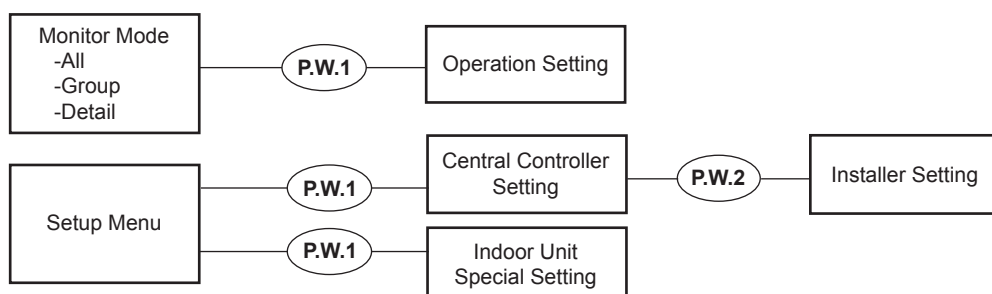 Monitor Mode
-All
-Group
-Detail
P.W.1
Operation Setting
Setup Menu
P.W.1
Central Controller
Setting
P.W.2
Installer Setting
P.W.1
Indoor Unit
Special Setting